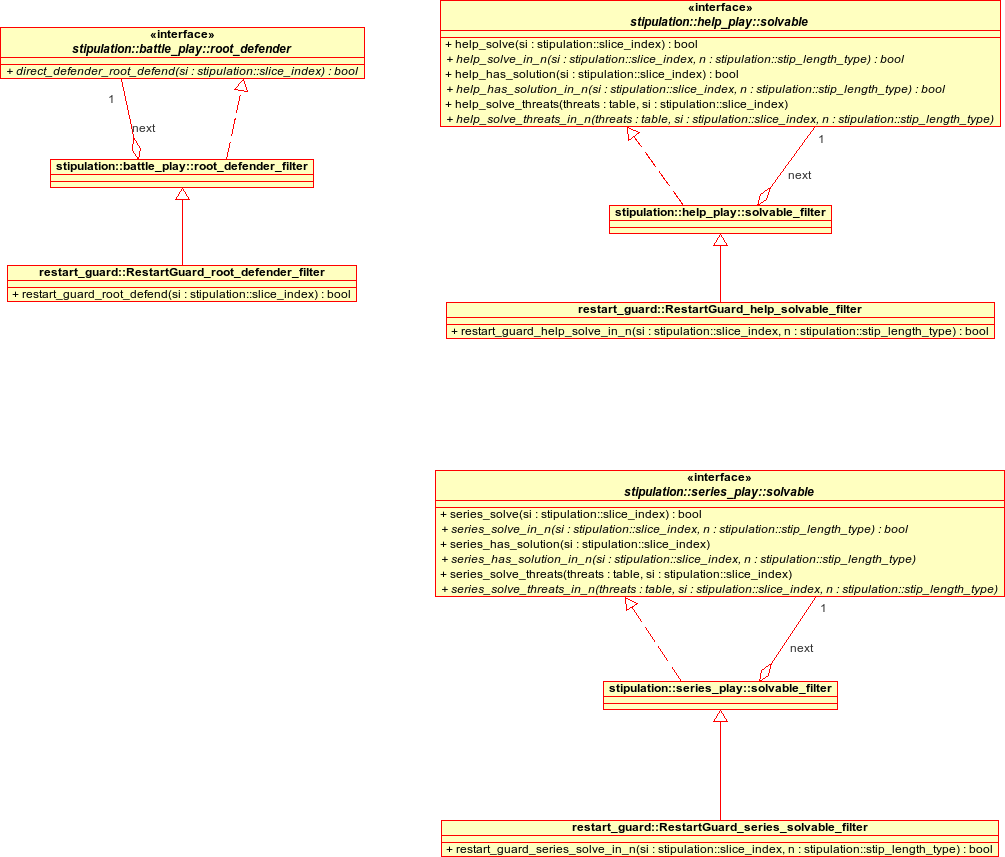 «interface»
stipulation::battle_play::root_defender
+ direct_defender_root_defend(si : stipulation::slice_index) : bool
1
next
stipulation::battle_play::root_defender_filter
restart_guard::RestartGuard_root_defender_filter
+ restart_guard_root_defend(si : stipulation::slice_index) : bool
«interface»
stipulation::help_play::solvable
+ help_solve(si : stipulation::slice_index) : bool
+ help_solve_in_n(si : stipulation::slice_index, n : stipulation::stip_length_type) : bool
+ help_has_solution(si : stipulation::slice_index) : bool
+ help_has_solution_in_n(si : stipulation::slice_index, n : stipulation::stip_length_type) : bool
+ help_solve_threats(threats : table, si : stipulation::slice_index)
+ help_solve_threats_in_n(threats : table, si : stipulation::slice_index, n : stipulation::stip_length_type)
1
next
stipulation::help_play::solvable_filter
restart_guard::RestartGuard_help_solvable_filter
+ restart_guard_help_solve_in_n(si : stipulation::slice_index, n : stipulation::stip_length_type) : bool
«interface»
stipulation::series_play::solvable
+ series_solve(si : stipulation::slice_index) : bool
+ series_solve_in_n(si : stipulation::slice_index, n : stipulation::stip_length_type) : bool
+ series_has_solution(si : stipulation::slice_index)
+ series_has_solution_in_n(si : stipulation::slice_index, n : stipulation::stip_length_type)
+ series_solve_threats(threats : table, si : stipulation::slice_index)
+ series_solve_threats_in_n(threats : table, si : stipulation::slice_index, n : stipulation::stip_length_type)
1
next
stipulation::series_play::solvable_filter
restart_guard::RestartGuard_series_solvable_filter
+ restart_guard_series_solve_in_n(si : stipulation::slice_index, n : stipulation::stip_length_type) : bool